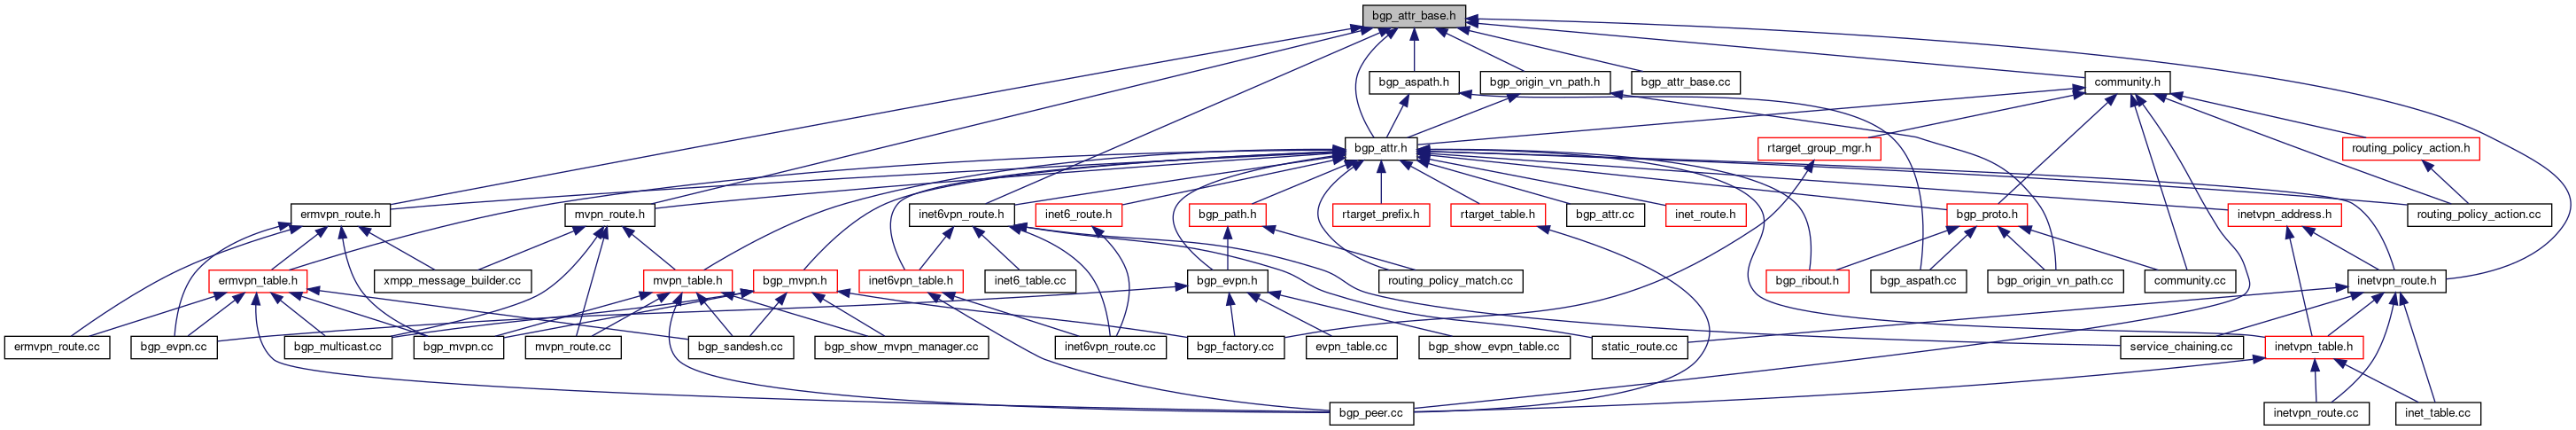 bgp_attr_base.h
bgp_aspath.h
bgp_origin_vn_path.h
bgp_attr_base.cc
community.h
bgp_attr.h
rtarget_group_mgr.h
routing_policy_action.h
ermvpn_route.h
mvpn_route.h
inet6vpn_route.h
inet6_route.h
bgp_path.h
rtarget_prefix.h
rtarget_table.h
bgp_attr.cc
inet_route.h
bgp_proto.h
inetvpn_address.h
routing_policy_action.cc
ermvpn_table.h
xmpp_message_builder.cc
mvpn_table.h
bgp_mvpn.h
inet6vpn_table.h
inet6_table.cc
bgp_evpn.h
routing_policy_match.cc
bgp_ribout.h
bgp_aspath.cc
bgp_origin_vn_path.cc
community.cc
inetvpn_route.h
ermvpn_route.cc
bgp_evpn.cc
bgp_multicast.cc
bgp_mvpn.cc
mvpn_route.cc
bgp_sandesh.cc
bgp_show_mvpn_manager.cc
inet6vpn_route.cc
bgp_factory.cc
evpn_table.cc
bgp_show_evpn_table.cc
static_route.cc
service_chaining.cc
inetvpn_table.h
bgp_peer.cc
inetvpn_route.cc
inet_table.cc